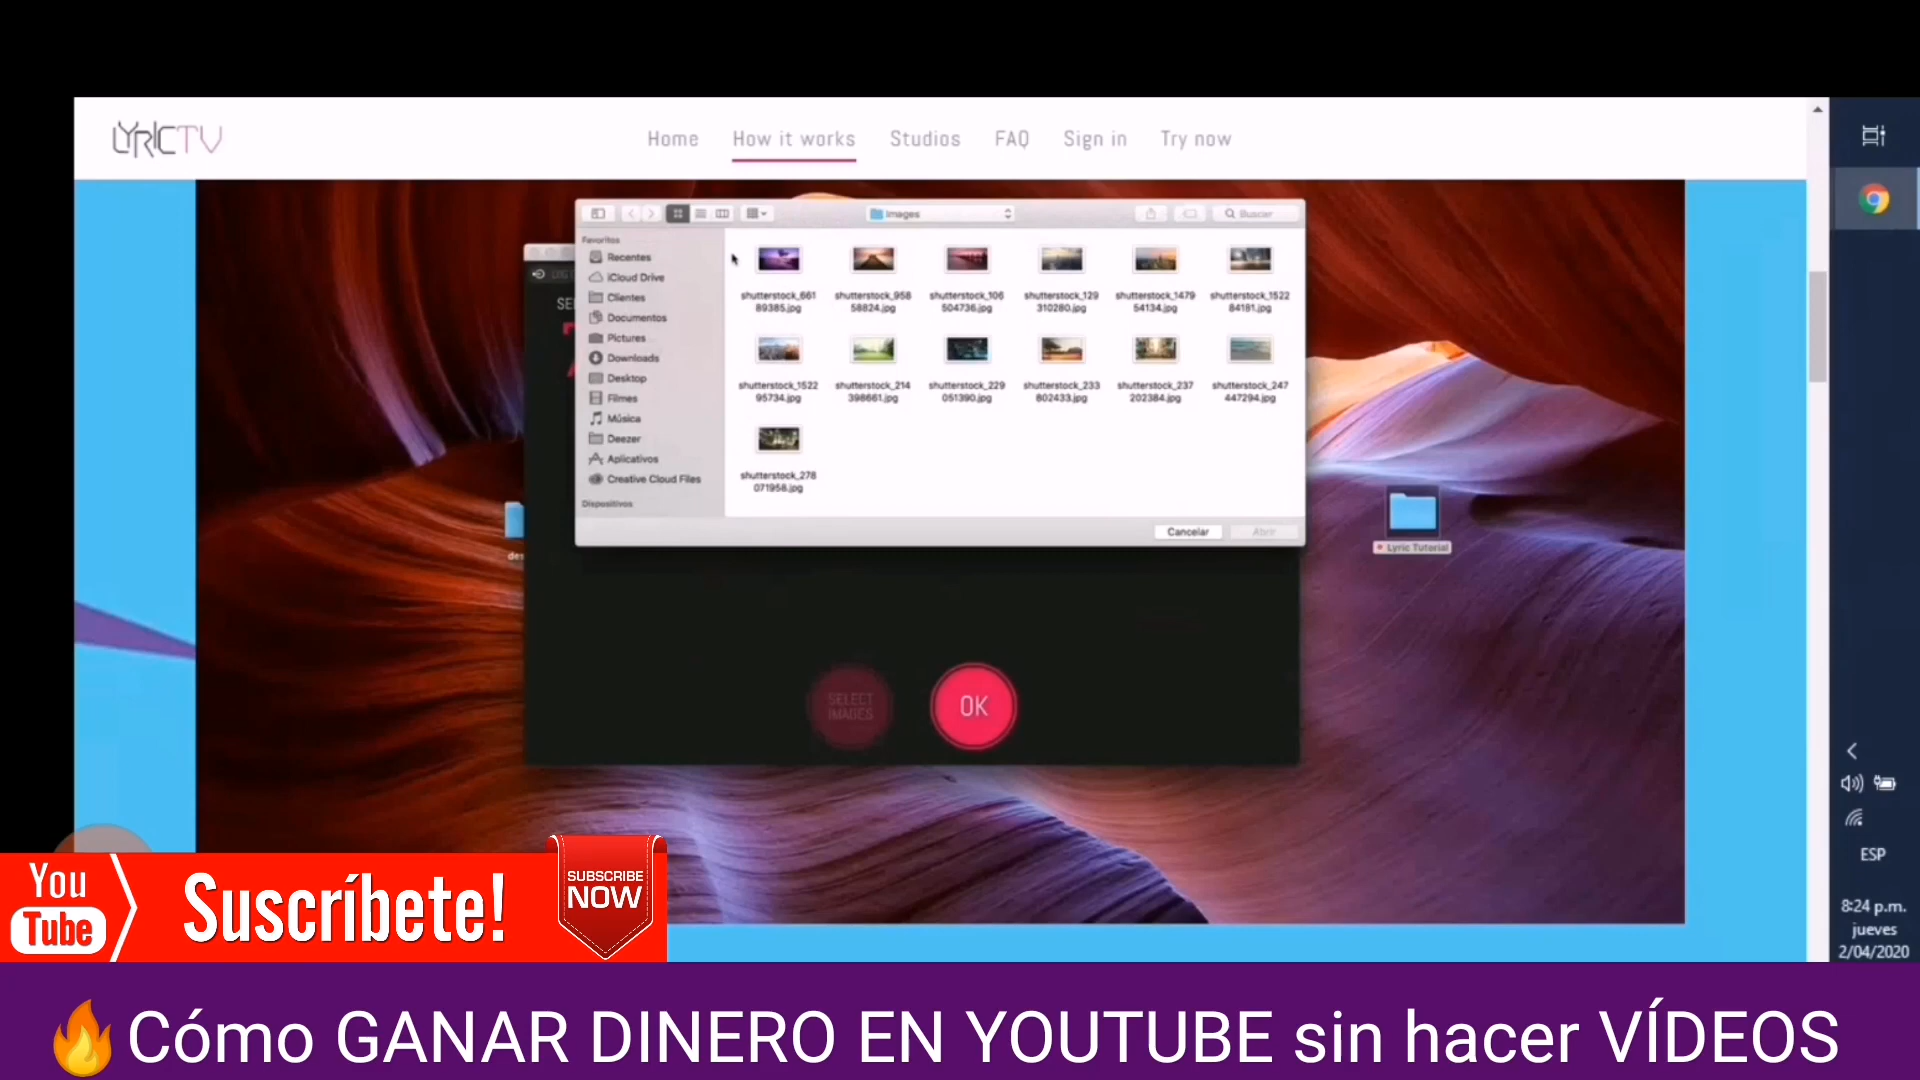 LYRICTV
Home How it works Studios FAQ Sign in Try now
Images
Buscar
Favoritos
Recentes
iCloud Drive
Clientes
Documentos
Pictures
Downloads
Desktop
Filmes
Música
Deezer
Aplicativos
Creative Cloud Files
Dispositivos
shutterstock_661
89385.jpg
shutterstock_958
58824.jpg
shutterstock_106
504736.jpg
shutterstock_129
310280.jpg
shutterstock_1479
54134.jpg
shutterstock_1522
84181.jpg
shutterstock_1522
95734.jpg
shutterstock_214
398661.jpg
shutterstock_229
051390.jpg
shutterstock_233
802433.jpg
shutterstock_237
202384.jpg
shutterstock_247
447294.jpg
shutterstock_278
071958.jpg
Cancelar Abrir
Lyric Tutorial
SELECT
IMAGES
OK
ESP
8:24 p.m.
jueves
2/04/2020
You
Tube
Suscríbete!
SUBSCRIBE
NOW
🔥Cómo GANAR DINERO EN YOUTUBE sin hacer VÍDEOS